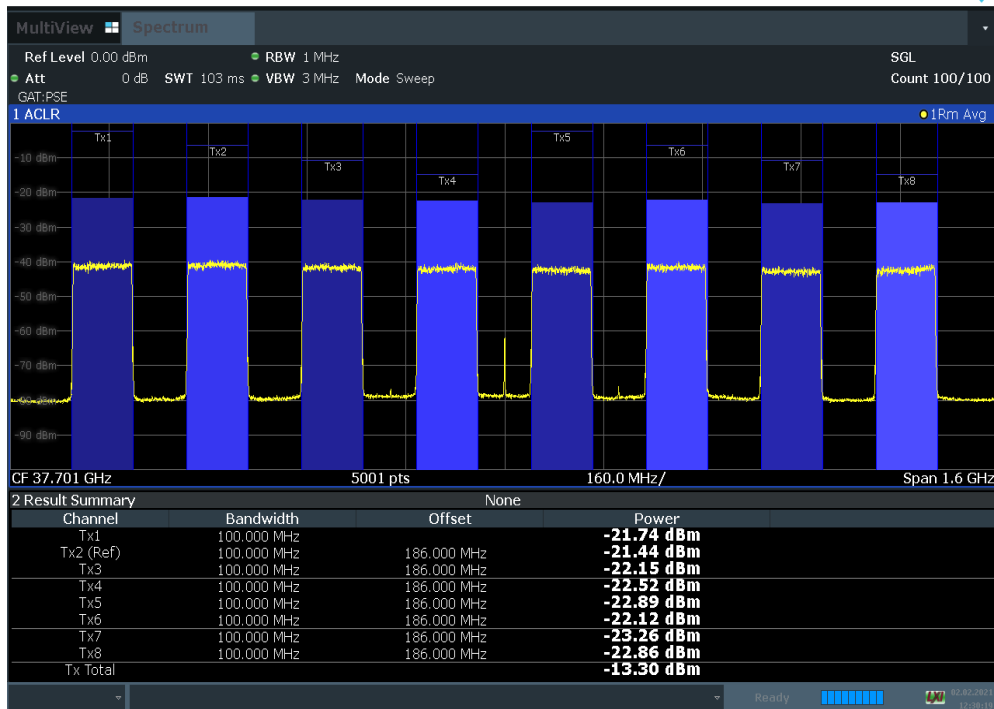 MultiView Spectrum
Ref Level 0.00 dBm RBW 1 MHz SGL
Att 0 dB SWT 103 ms VBW 3 MHz Mode Sweep Count 100/100
GAT:PSE
1 ACLR 1Rm Avg
Tx1 Tx5
Tx2 Tx6
-10 dBm
Tx3 Tx7
Tx4 Tx8
-20 dBm
-30 dBm
-40 dBm
-50 dBm
-60 dBm
-70 dBm
-90 dBm
CF 37.701 GHz 5001 pts 160.0 MHz/ Span 1.6 GHz
2 Result Summary None
Channel Bandwidth Offset Power
Tx1 100.000 MHz -21.74 dBm
Tx2 (Ref) 100.000 MHz 186.000 MHz -21.44 dBm
Tx3 100.000 MHz 186.000 MHz -22.15 dBm
Tx4 100.000 MHz 186.000 MHz -22.52 dBm
Tx5 100.000 MHz 186.000 MHz -22.89 dBm
Tx6 100.000 MHz 186.000 MHz -22.12 dBm
Tx7 100.000 MHz 186.000 MHz -23.26 dBm
Tx8 100.000 MHz 186.000 MHz -22.86 dBm
Tx Total -13.30 dBm
Ready 02.02.2021
12:30:19